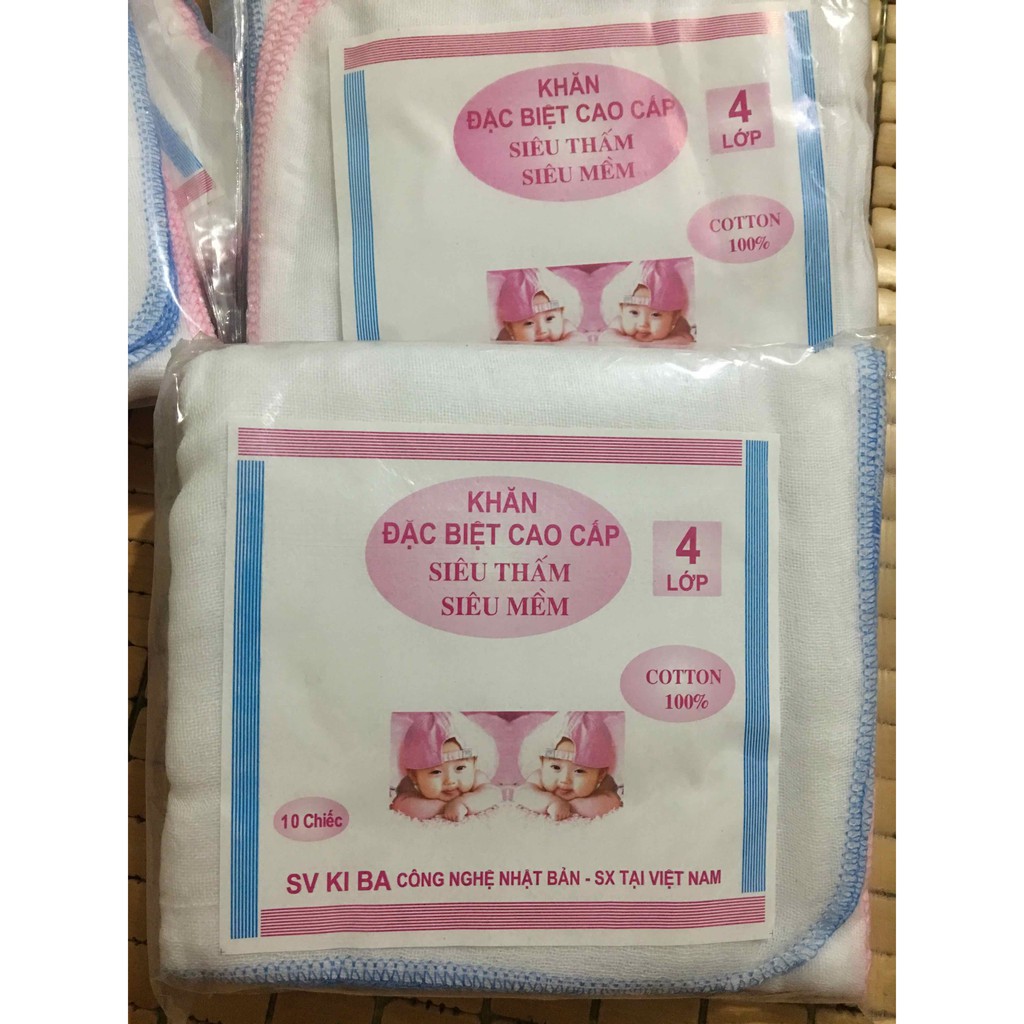 KHĂN
ĐẶC BIỆT CAO CẤP
SIÊU THẤM
SIÊU MỀM
4
LỚP
COTTON
100%
KHĂN
ĐẶC BIỆT CAO CẤP
SIÊU THẤM
SIÊU MỀM
4
LỚP
COTTON
100%
10 Chiếc
SV KI BA CÔNG NGHỆ NHẬT BẢN - SX TẠI VIỆT NAM